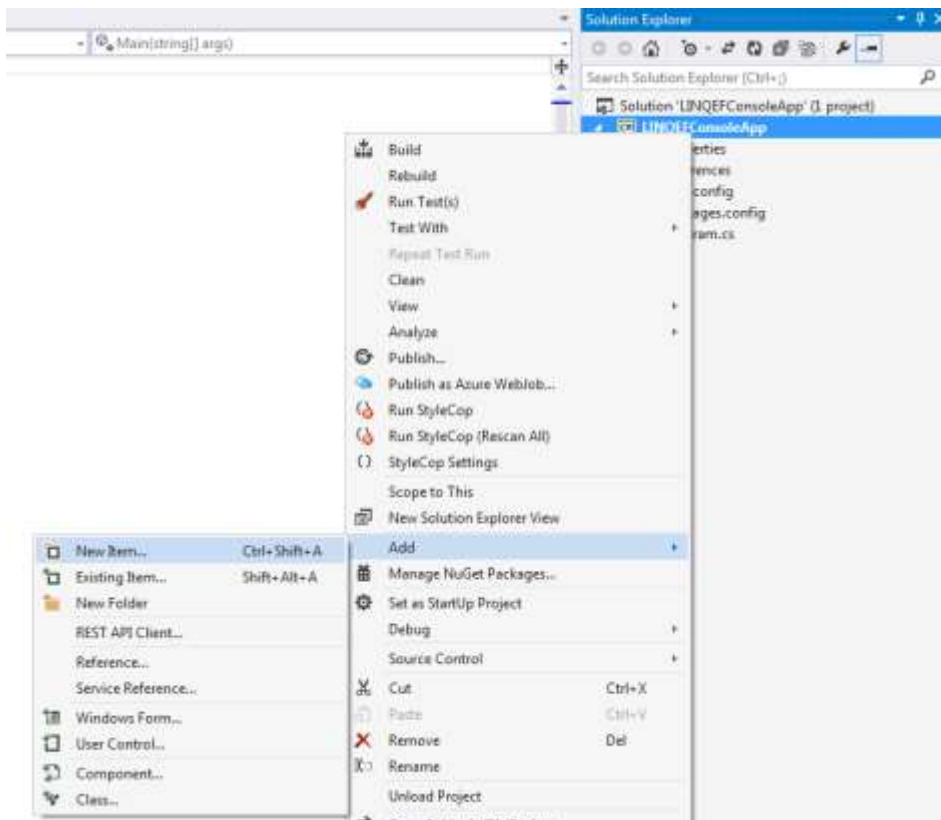 Solution Explorer
Main(string[] args)
Search Solution Explorer (Ctrl+;)
Solution 'LINQEFConsoleApp' (1 project)
LINQEFConsoleApp
erties
rences
config
ages.config
ram.cs
Build
Rebuild
Run Test(s)
Test With
Repeat Test Run
Clean
View
Analyze
Publish...
Publish as Azure WebJob...
Run StyleCop
Run StyleCop (Rescan All)
StyleCop Settings
Scope to This
New Solution Explorer View
Add
Manage NuGet Packages...
Set as StartUp Project
Debug
Source Control
Cut Ctrl+X
Paste Ctrl+V
Remove Del
Rename
Unload Project
New Item... Ctrl+Shift+A
Existing Item... Shift+Alt+A
New Folder
REST API Client...
Reference...
Service Reference...
Windows Form...
User Control...
Component...
Class...